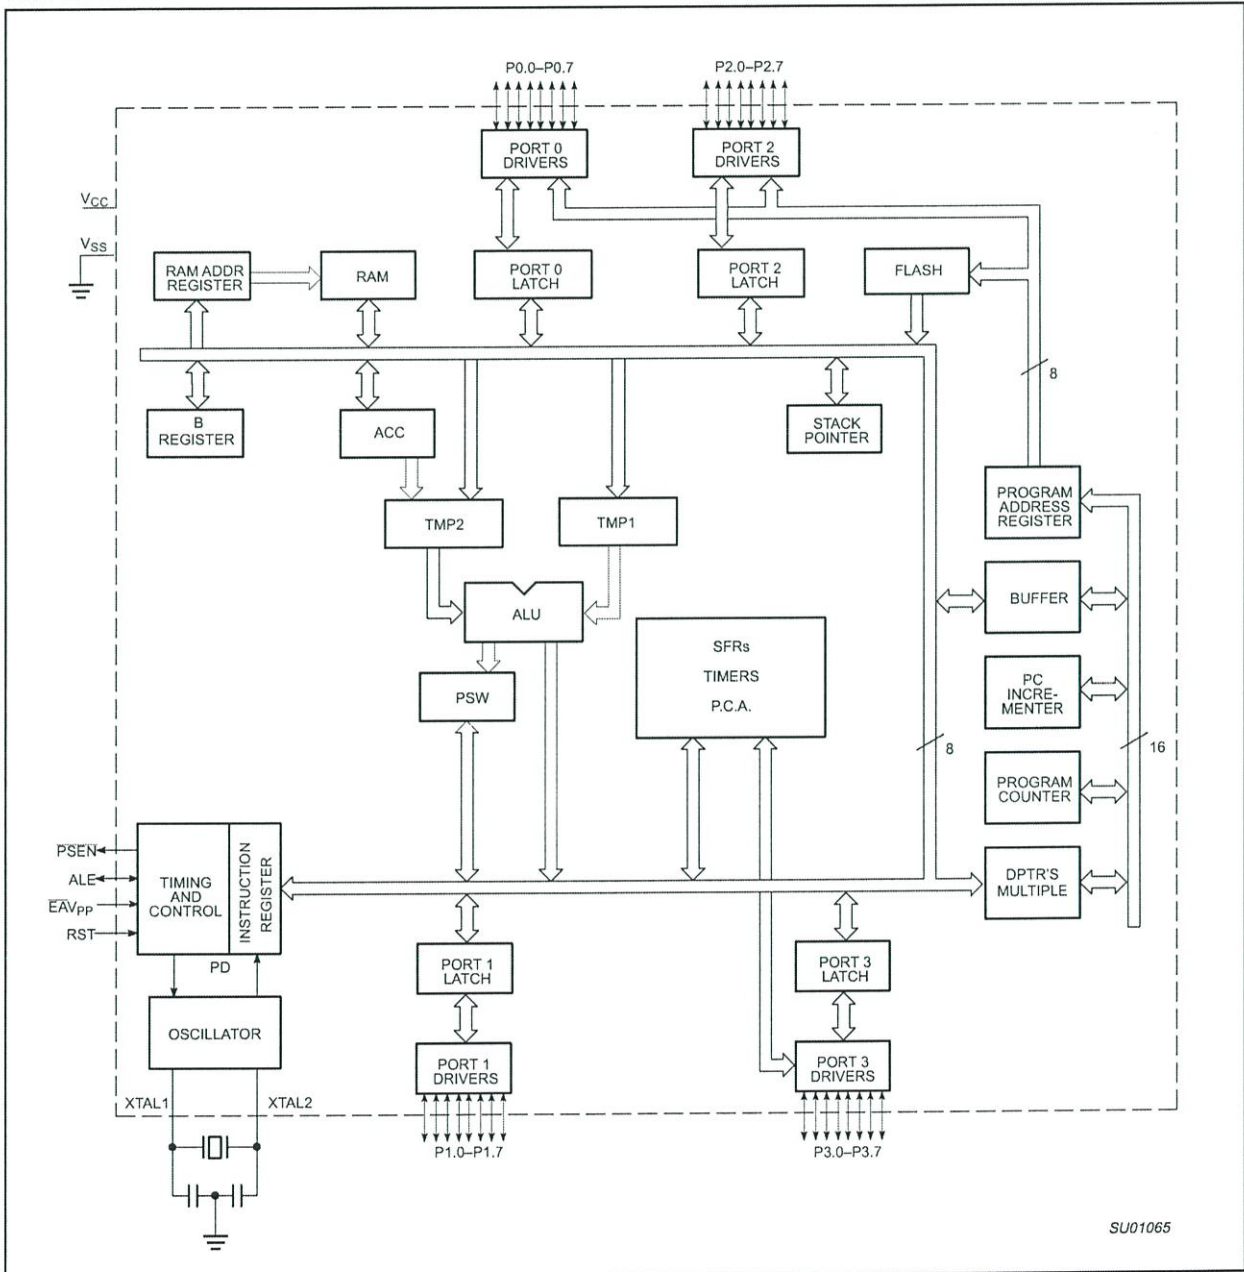 P0.0–P0.7
P2.0–P2.7
PORT 0
DRIVERS
PORT 2
DRIVERS
VCC
VSS
RAM ADDR
REGISTER
RAM
PORT 0
LATCH
PORT 2
LATCH
FLASH
8
B
REGISTER
ACC
STACK
POINTER
PROGRAM
ADDRESS
REGISTER
TMP2
TMP1
BUFFER
ALU
SFRs
TIMERS
P.C.A.
PC
INCRE-
MENTER
PSW
8
16
PROGRAM
COUNTER
PSEN
ALE
EAVPP
RST
TIMING
AND
CONTROL
INSTRUCTION
REGISTER
DPTR'S
MULTIPLE
PD
PORT 1
LATCH
PORT 3
LATCH
OSCILLATOR
PORT 1
DRIVERS
PORT 3
DRIVERS
XTAL1
XTAL2
P1.0–P1.7
P3.0–P3.7
SU01065